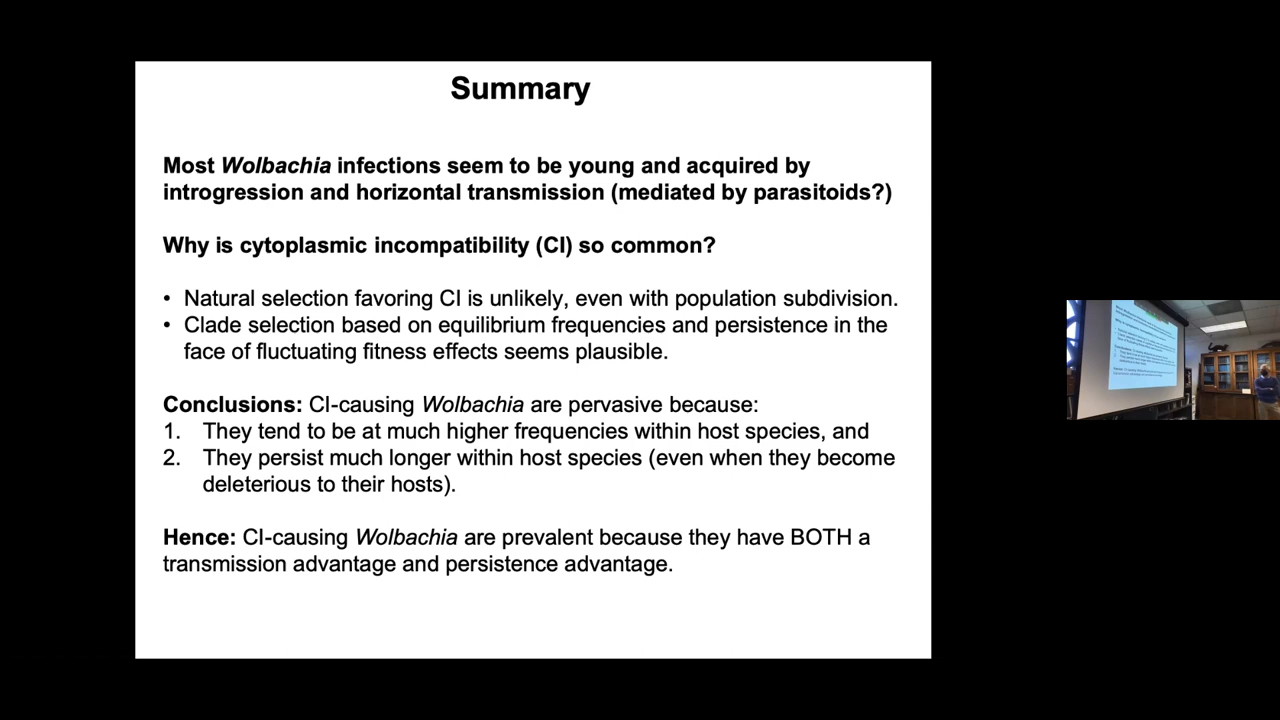 Summary
Most Wolbachia infections seem to be young and acquired by
introgression and horizontal transmission (mediated by parasitoids?)
Why is cytoplasmic incompatibility (CI) so common?
• Natural selection favoring CI is unlikely, even with population subdivision.
• Clade selection based on equilibrium frequencies and persistence in the
face of fluctuating fitness effects seems plausible.
Conclusions: CI-causing Wolbachia are pervasive because:
1. They tend to be at much higher frequencies within host species, and
2. They persist much longer within host species (even when they become
deleterious to their hosts).
Hence: CI-causing Wolbachia are prevalent because they have BOTH a
transmission advantage and persistence advantage.